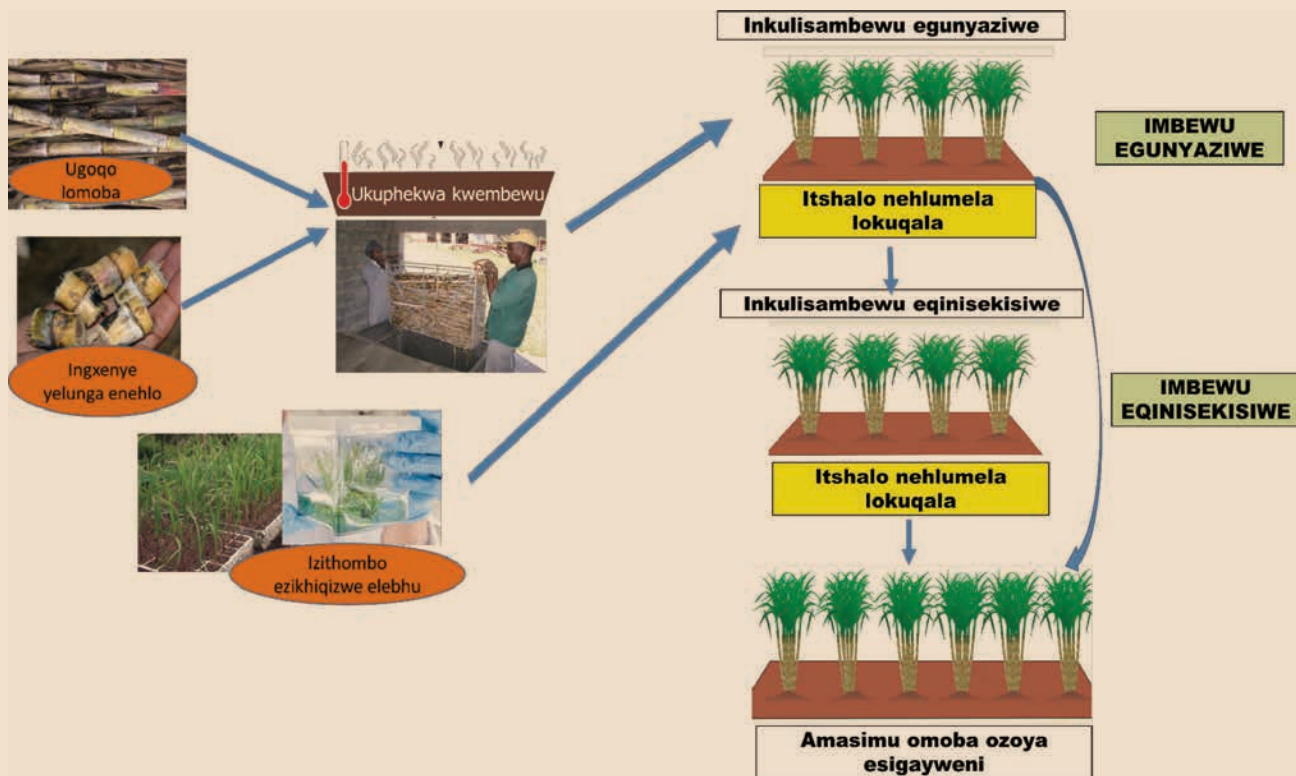 Inkulisambewu egunyaziwe
Ugoqo
lomoba
Ukuphekwa kwembewu
IMBEWU
EGUNYAZIWE
Itshalo nehlumela
lokuqala
Ingxenye
yelunga enehlo
Inkulisambewu eqinisekisiwe
IMBEWU
EQINISEKISIWE
Itshalo nehlumela
lokuqala
Izithombo
ezikhiqizwe elebhu
Amasimu omoba ozoya
esigayweni